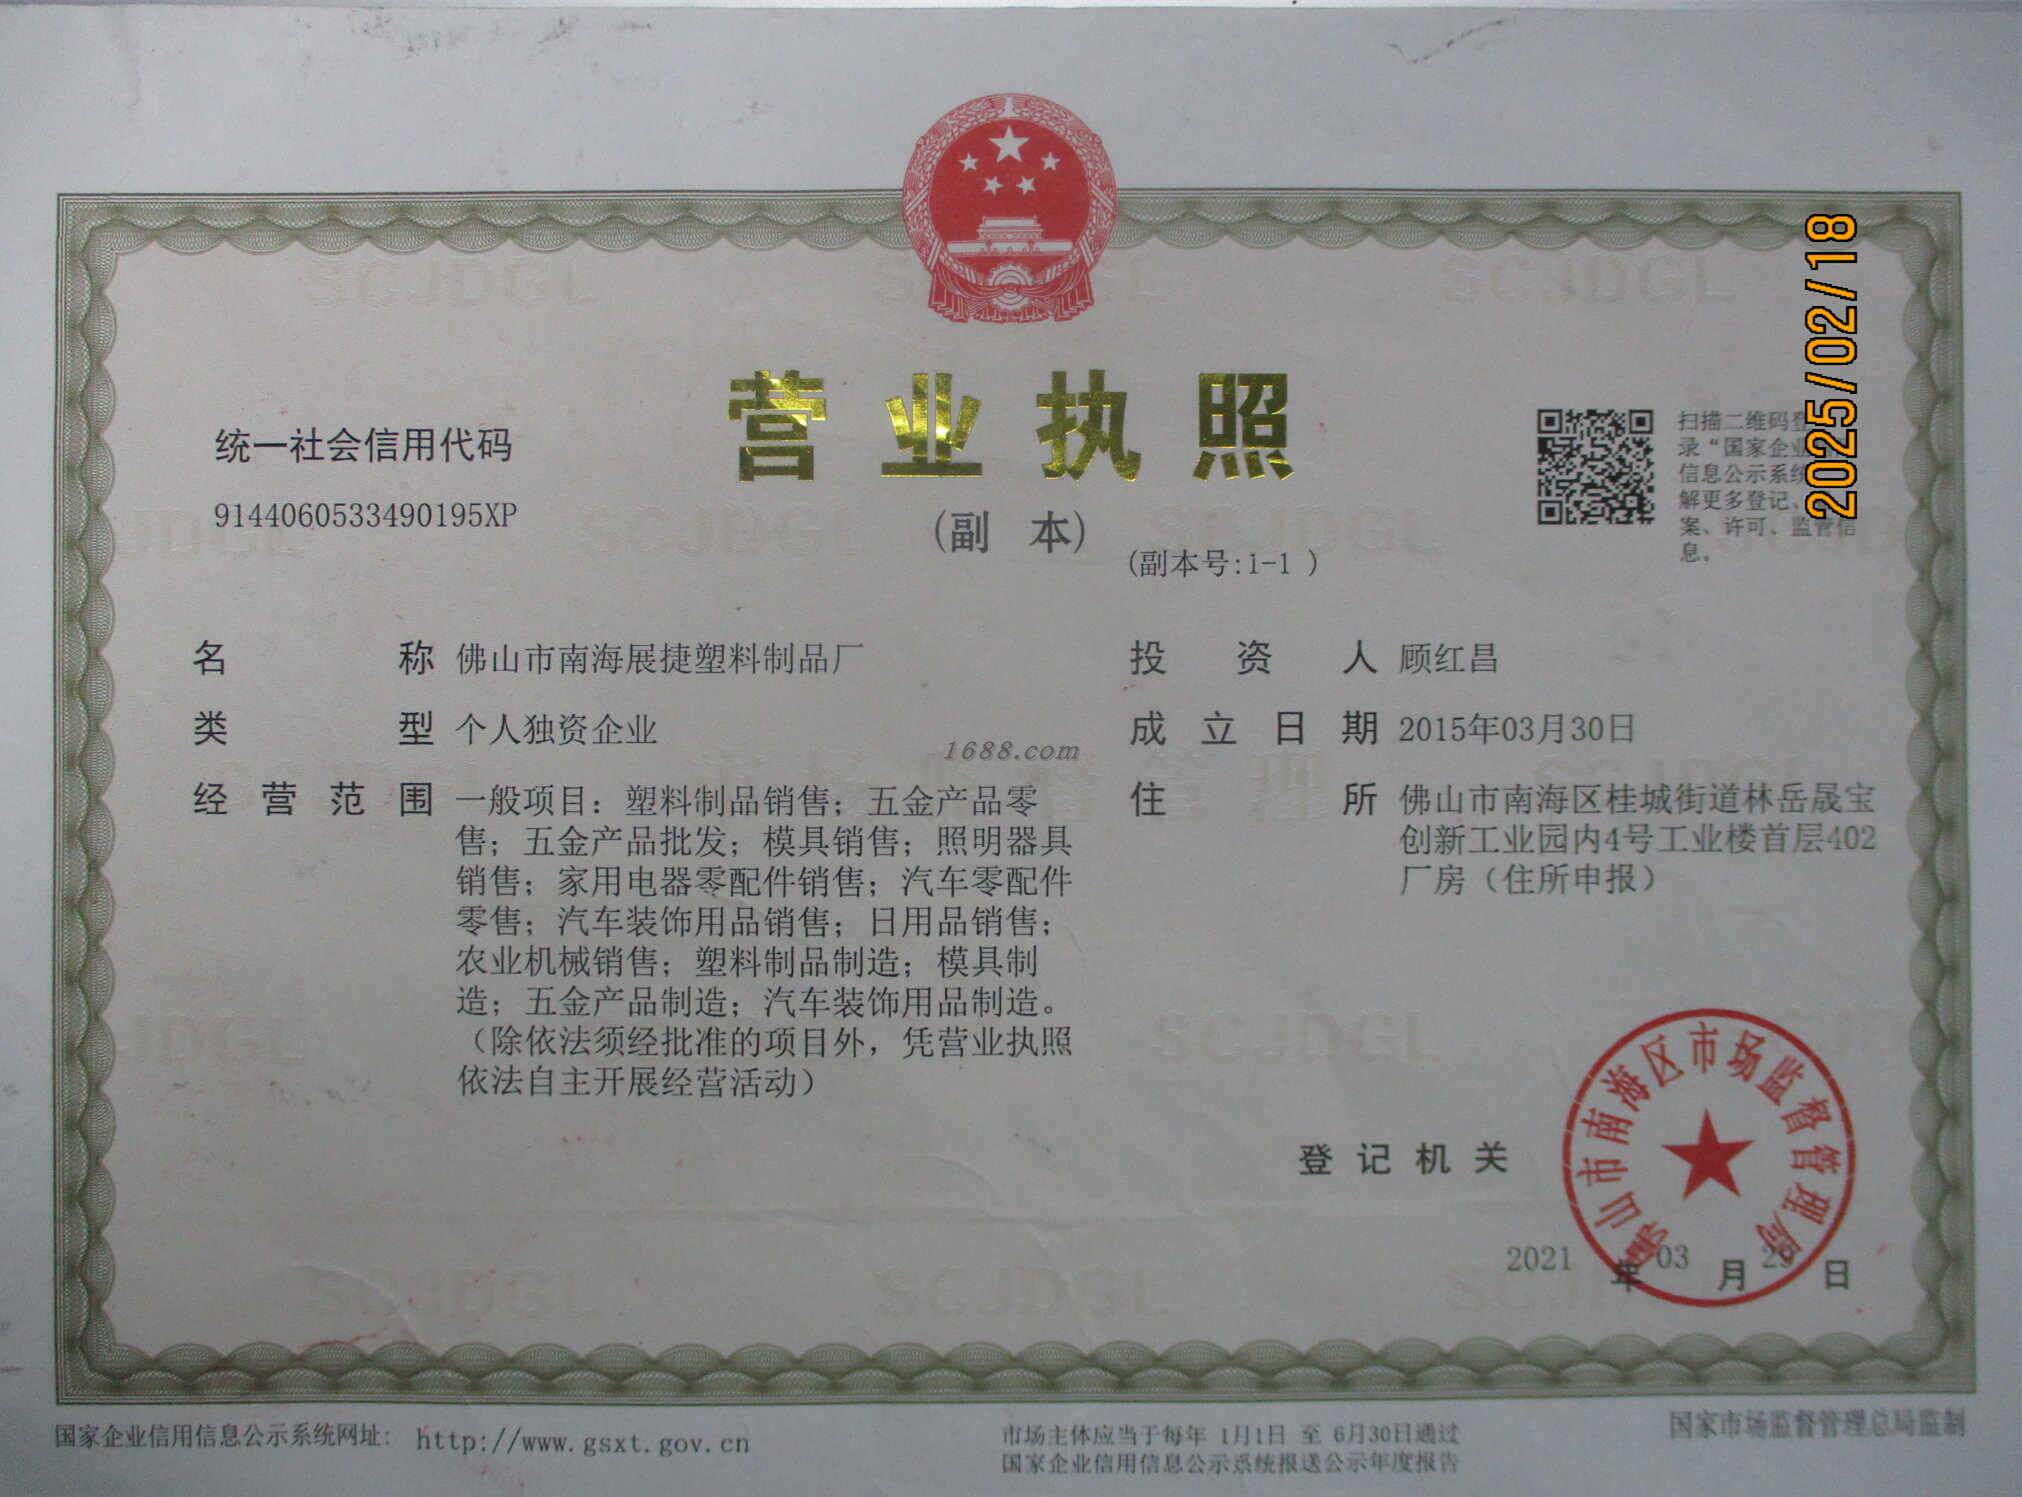 2025/02/18
营业执照
(副 本)
(副本号:1-1 )
统一社会信用代码
9144060533490195XP
扫描二维码登
录“国家企业
信息公示系统
解更多登记、
案、许可、监管信
息。
名 称 佛山市南海展捷塑料制品厂
类 型 个人独资企业
经 营 范 围 一般项目：塑料制品销售；五金产品零
售；五金产品批发；模具销售；照明器具
销售；家用电器零配件销售；汽车零配件
零售；汽车装饰用品销售；日用品销售；
农业机械销售；塑料制品制造；模具制
造；五金产品制造；汽车装饰用品制造。
（除依法须经批准的项目外，凭营业执照
依法自主开展经营活动）
1688.com
投 资 人 顾红昌
成 立 日 期 2015年03月30日
住 所 佛山市南海区桂城街道林岳晟宝
创新工业园内4号工业楼首层402
厂房（住所申报）
登 记 机 关
佛山市南海区市场监督管理局
2021 年 03 月 29 日
国家企业信用信息公示系统网址: http://www.gsxt.gov.cn
市场主体应当于每年 1月1日 至 6月30日通过
国家企业信用信息公示系统报送公示年度报告
国家市场监督管理总局监制